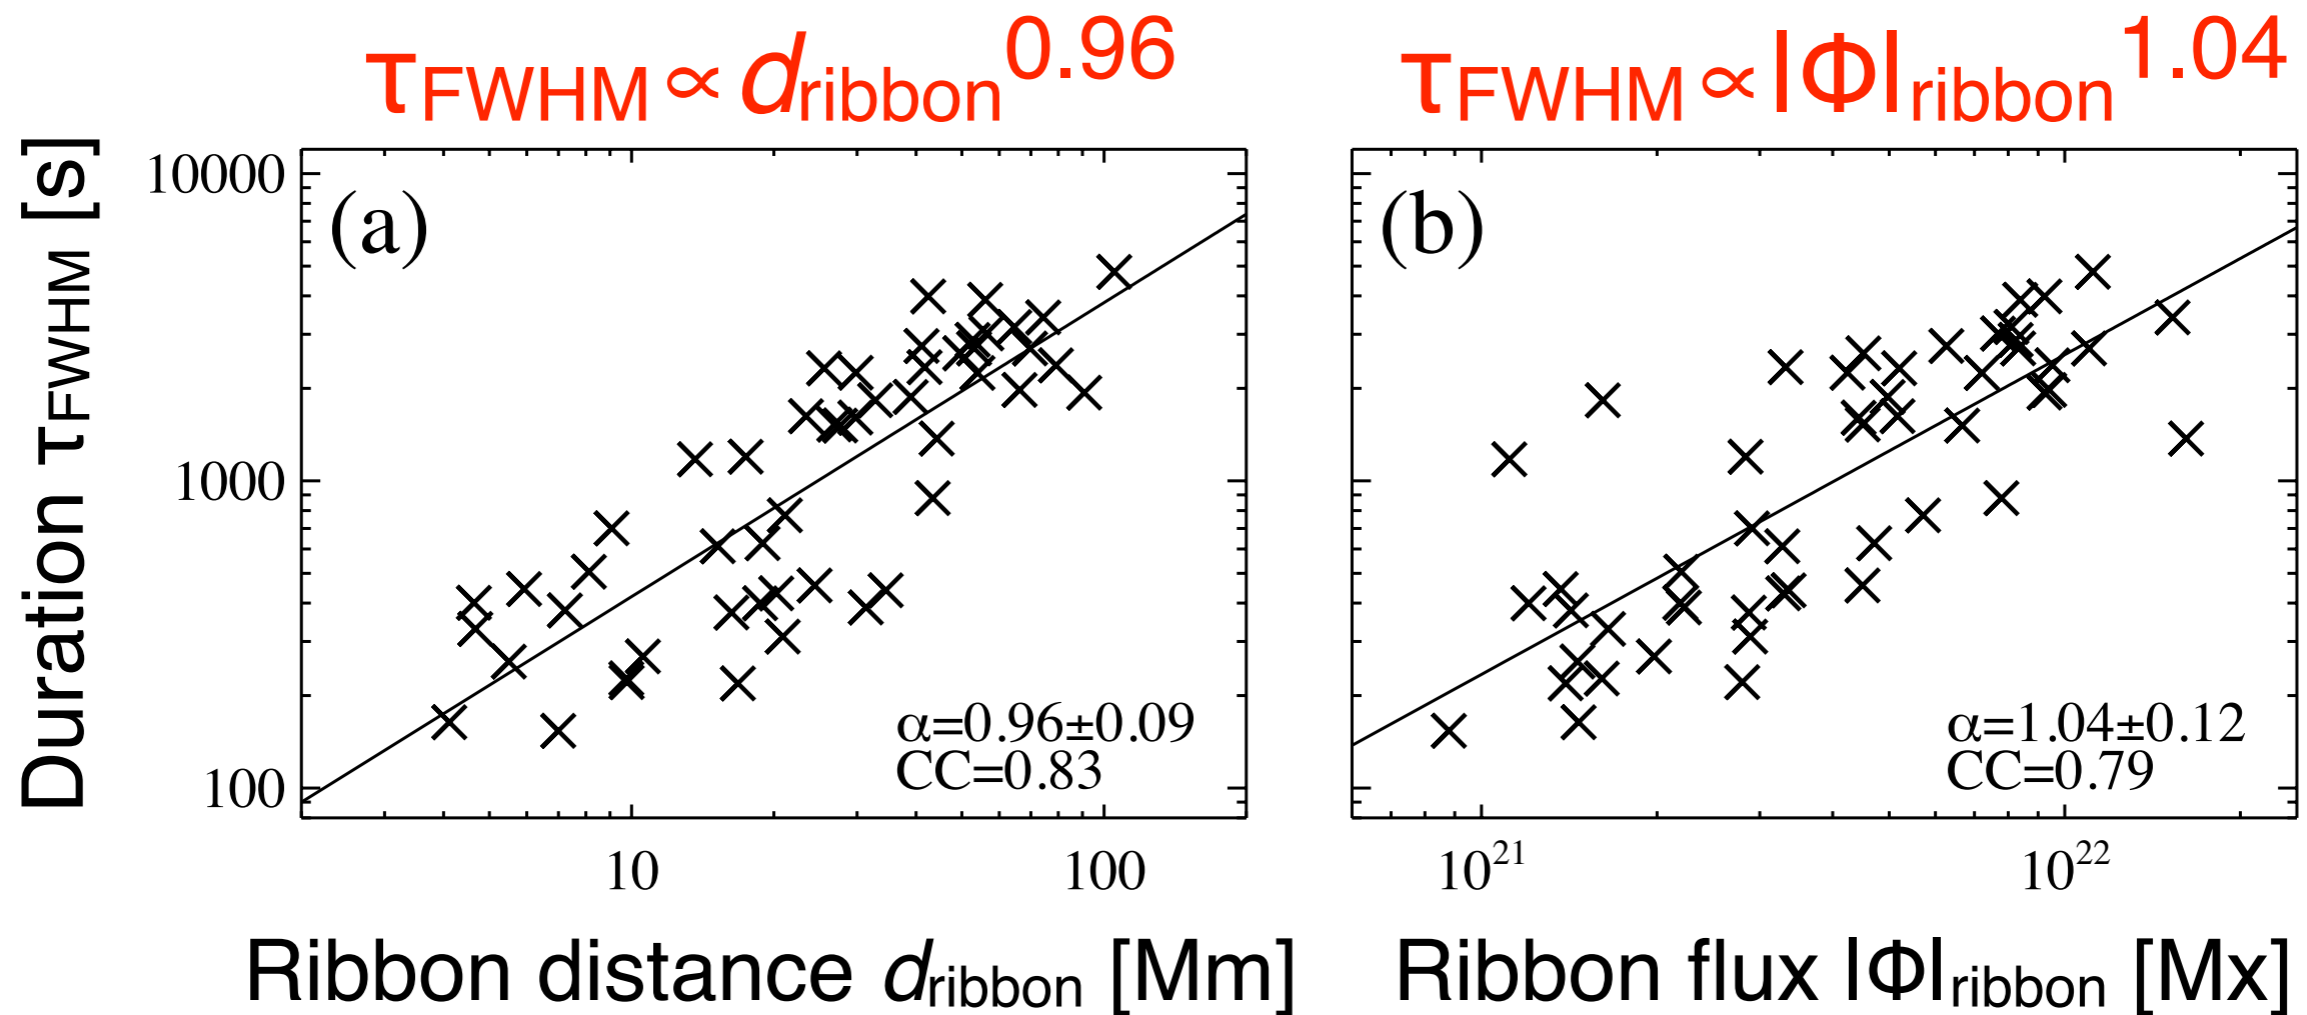 τFWHM∝dribbon0.96
τFWHM∝|Φ|ribbon1.04
Duration τFWHM [s]
10000
1000
100
(a)
α=0.96±0.09
CC=0.83
10
100
Ribbon distance dribbon [Mm]
(b)
α=1.04±0.12
CC=0.79
10²¹
10²²
Ribbon flux |Φ|ribbon [Mx]